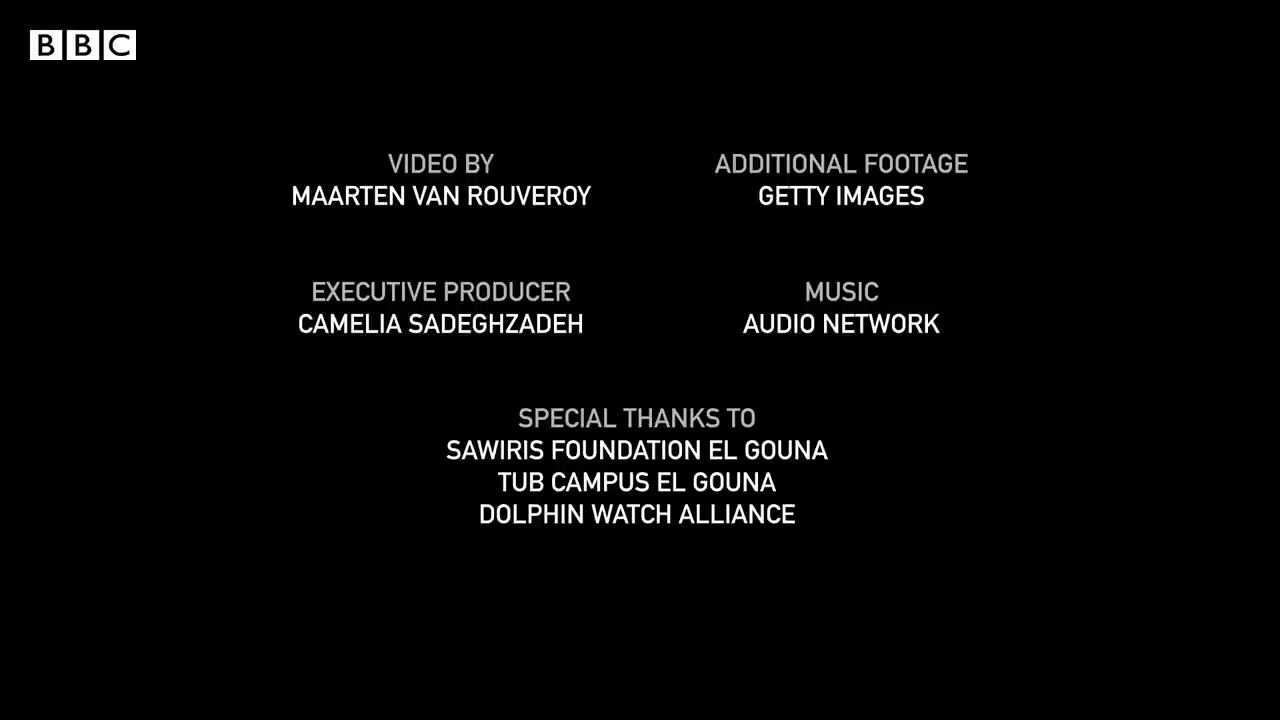 BBC
VIDEO BY
MAARTEN VAN ROUVEROY
ADDITIONAL FOOTAGE
GETTY IMAGES
EXECUTIVE PRODUCER
CAMELIA SADEGHZADEH
MUSIC
AUDIO NETWORK
SPECIAL THANKS TO
SAWIRIS FOUNDATION EL GOUNA
TUB CAMPUS EL GOUNA
DOLPHIN WATCH ALLIANCE